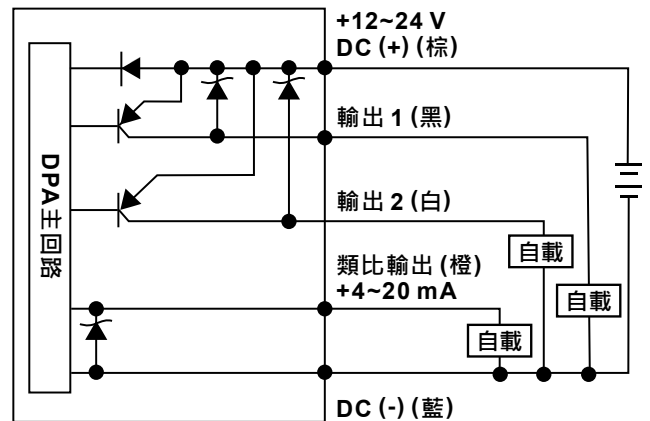 +12~24 V
DC (+) (棕)
輸出 1 (黑)
DPA主回路
輸出 2 (白)
自載
類比輸出 (橙)
+4~20 mA
自載
自載
DC (-) (藍)